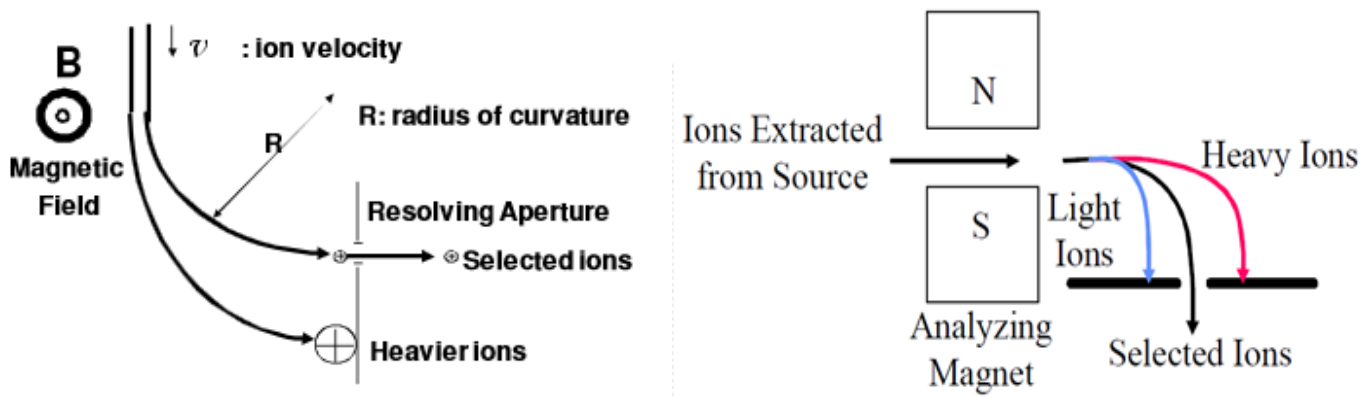 𝓋 : ion velocity
B
Magnetic
Field
R: radius of curvature
R
Resolving Aperture
Selected ions
Heavier ions
N
Ions Extracted
from Source
Heavy Ions
S
Light
Ions
Analyzing
Magnet
Selected Ions